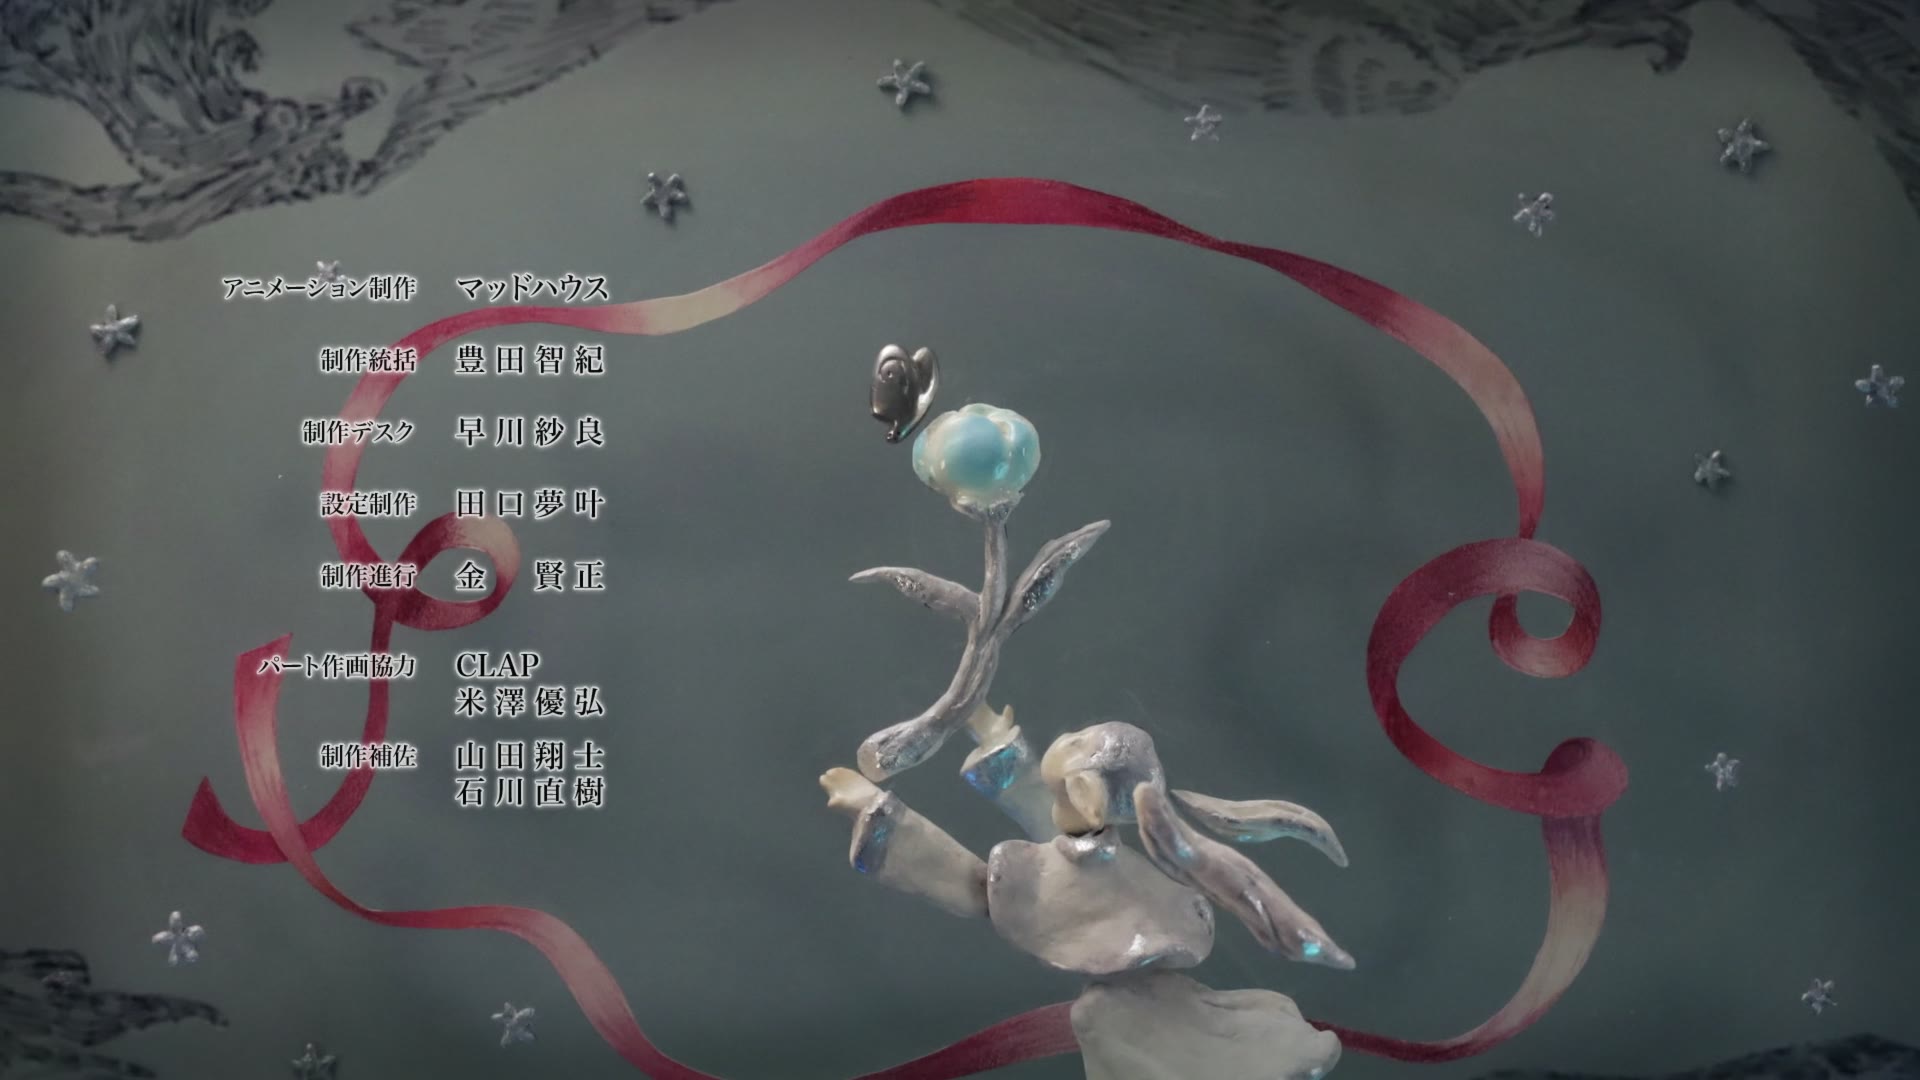 アニメーション制作 マッドハウス
制作統括 豊田智紀
制作デスク 早川紗良
設定制作 田口夢叶
制作進行 金 賢正
パート作画協力 CLAP
米澤優弘
制作補佐 山田翔士
石川直樹